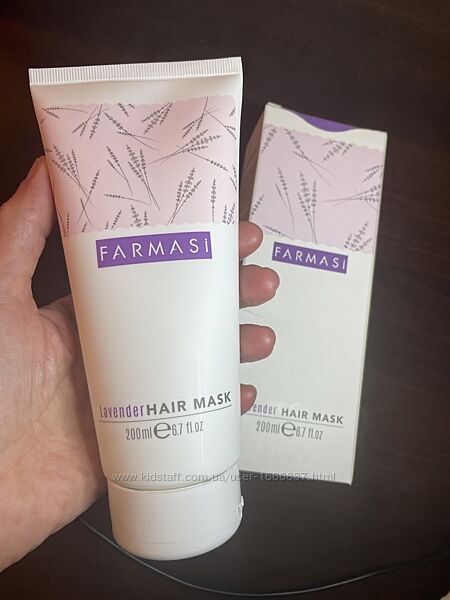 FARMASi
LavenderHAIR MASK
200ml℮6.7 fl.oz
FARMASi
lavender HAIR MASK
200ml℮6.7 fl.oz
www.kidstaff.com.ua/user-1666697.html